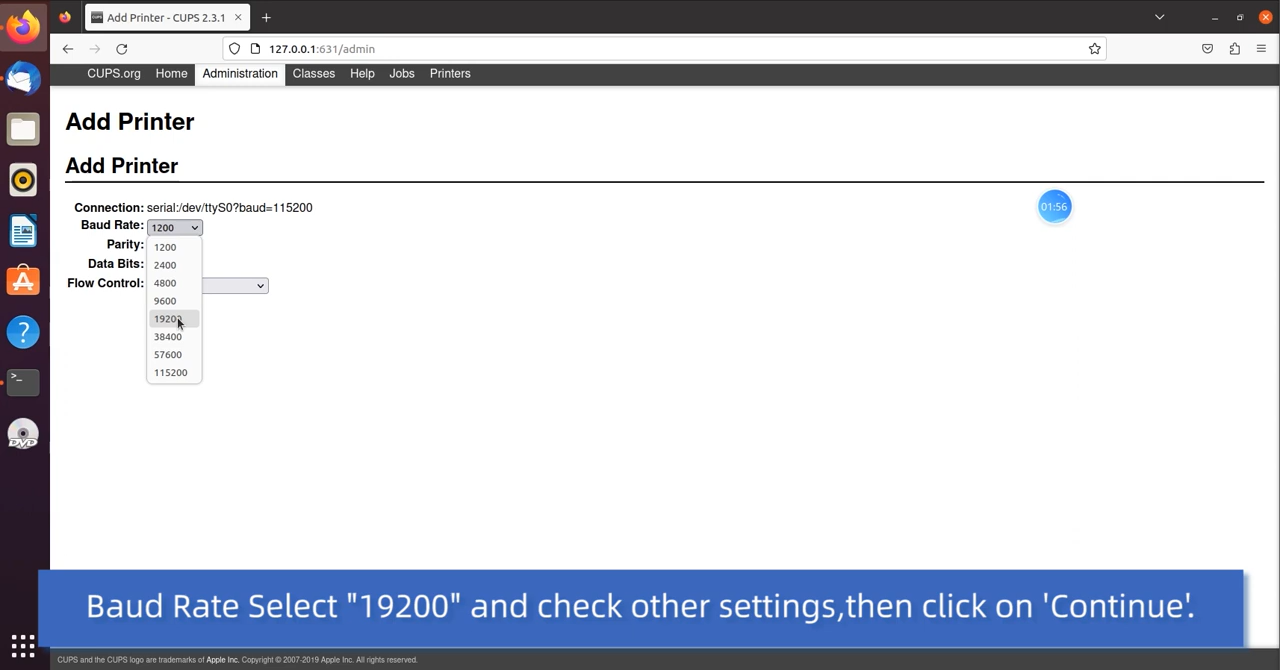 Add Printer - CUPS 2.3.1
127.0.0.1:631/admin
CUPS.org Home Administration Classes Help Jobs Printers
Add Printer
Add Printer
Connection: serial:/dev/ttyS0?baud=115200
01:56
Baud Rate: 1200
Parity:
Data Bits:
Flow Control:
1200
2400
4800
9600
19200
38400
57600
115200
Baud Rate Select "19200" and check other settings,then click on 'Continue'.
CUPS and the CUPS logo are trademarks of Apple Inc. Copyright © 2007-2019 Apple Inc. All rights reserved.